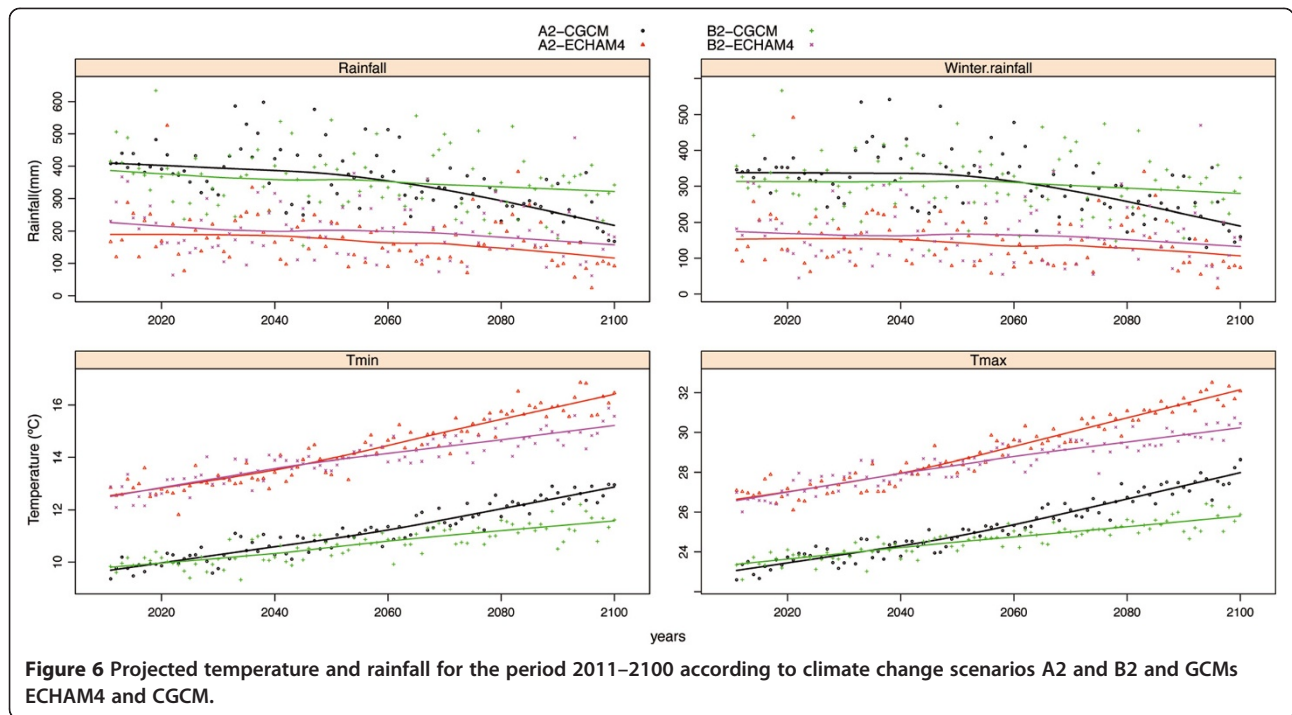 A2−CGCM B2−CGCM
A2−ECHAM4 B2−ECHAM4
Rainfall
Winter.rainfall
Rainfall(mm)
0 100 200 300 400 500 600
2020 2040 2060 2080 2100
0 100 200 300 400 500
2020 2040 2060 2080 2100
Tmin
Tmax
Temperature (ºC)
10 12 14 16
2020 2040 2060 2080 2100
24 26 28 30 32
2020 2040 2060 2080 2100
years
Figure 6 Projected temperature and rainfall for the period 2011–2100 according to climate change scenarios A2 and B2 and GCMs
ECHAM4 and CGCM.